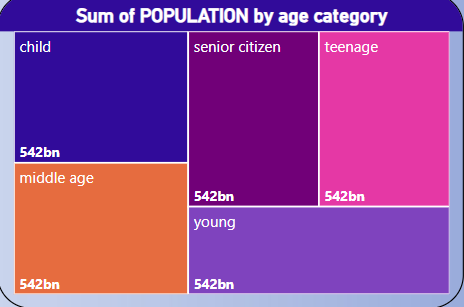 Sum of POPULATION by age category
child
542bn
middle age
542bn
senior citizen
542bn
teenage
542bn
young
542bn